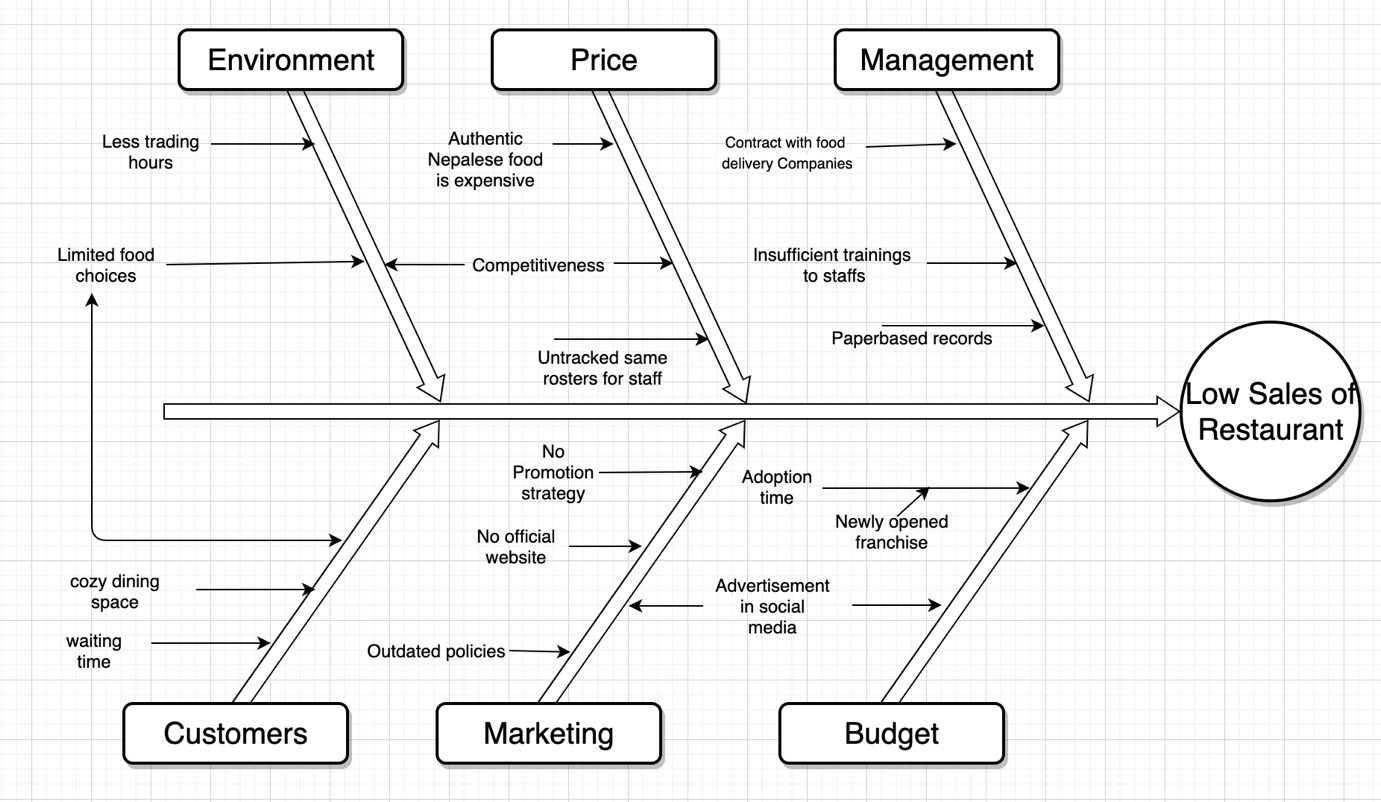 Environment
Price
Management
Less trading
hours
Authentic
Nepalese food
is expensive
Contract with food
delivery Companies
Limited food
choices
Competitiveness
Insufficient trainings
to staffs
Untracked same
rosters for staff
Paperbased records
Low Sales of
Restaurant
No
Promotion
strategy
Adoption
time
Newly opened
franchise
No official
website
cozy dining
space
Advertisement
in social
media
waiting
time
Outdated policies
Customers
Marketing
Budget